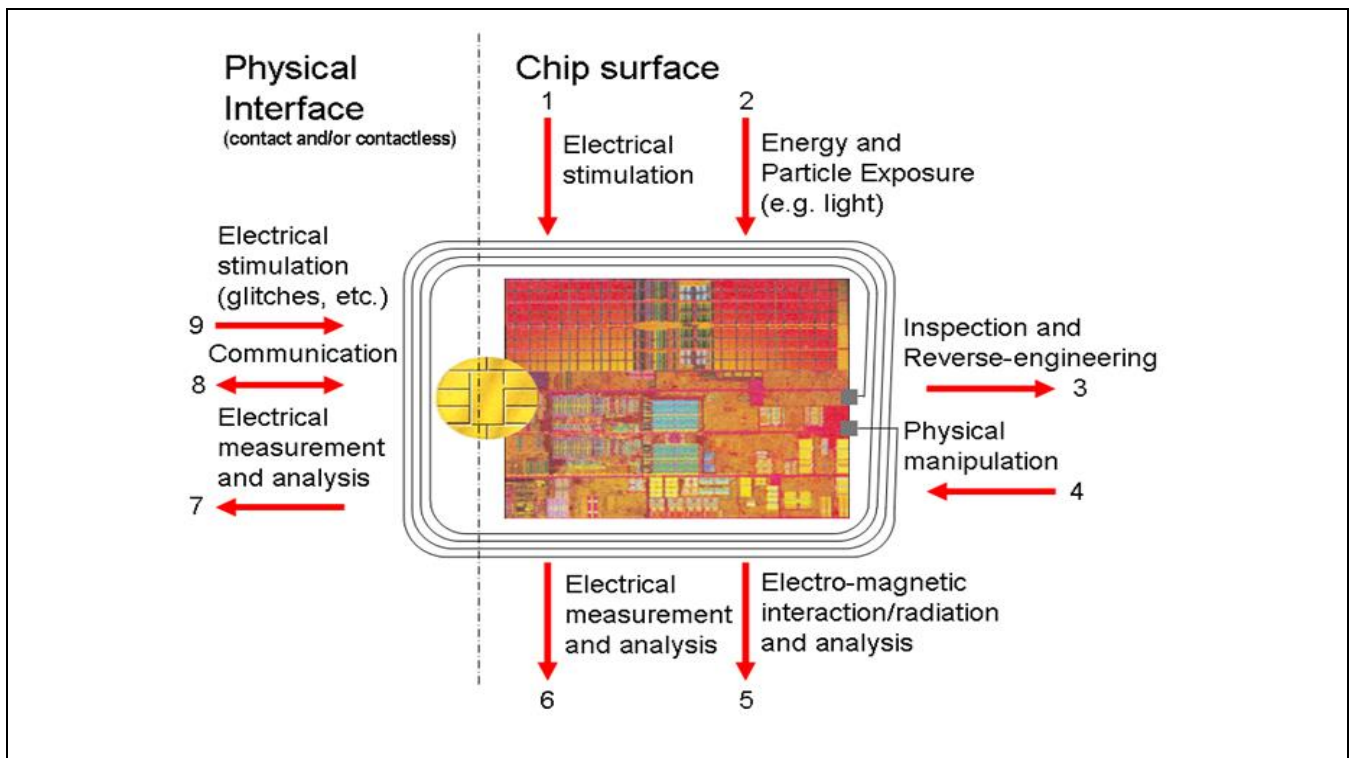 Physical
Interface
(contact and/or contactless)
Chip surface
1
Electrical
stimulation
2
Energy and
Particle Exposure
(e.g. light)
Electrical
stimulation
(glitches, etc.)
9
Communication
8
Electrical
measurement
and analysis
7
Inspection and
Reverse-engineering
3
Physical
manipulation
4
Electrical
measurement
and analysis
6
Electro-magnetic
interaction/radiation
and analysis
5